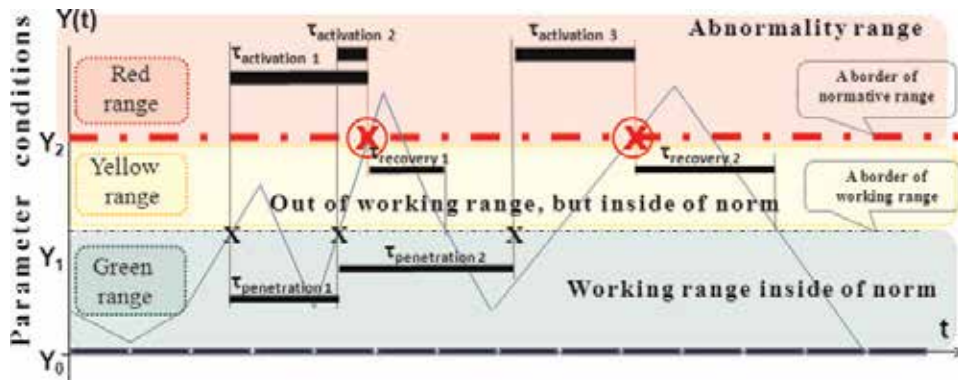 Y(t)
Parameter conditions
Abnormality range
τactivation 2
τactivation 1
τactivation 3
Red
range
A border of
normative range
X
X
Y2
Yellow
range
τrecovery 1
τrecovery 2
A border of
working range
Out of working range, but inside of norm
X
X
X
Y1
Green
range
τpenetration 2
τpenetration 1
Working range inside of norm
t
Y0